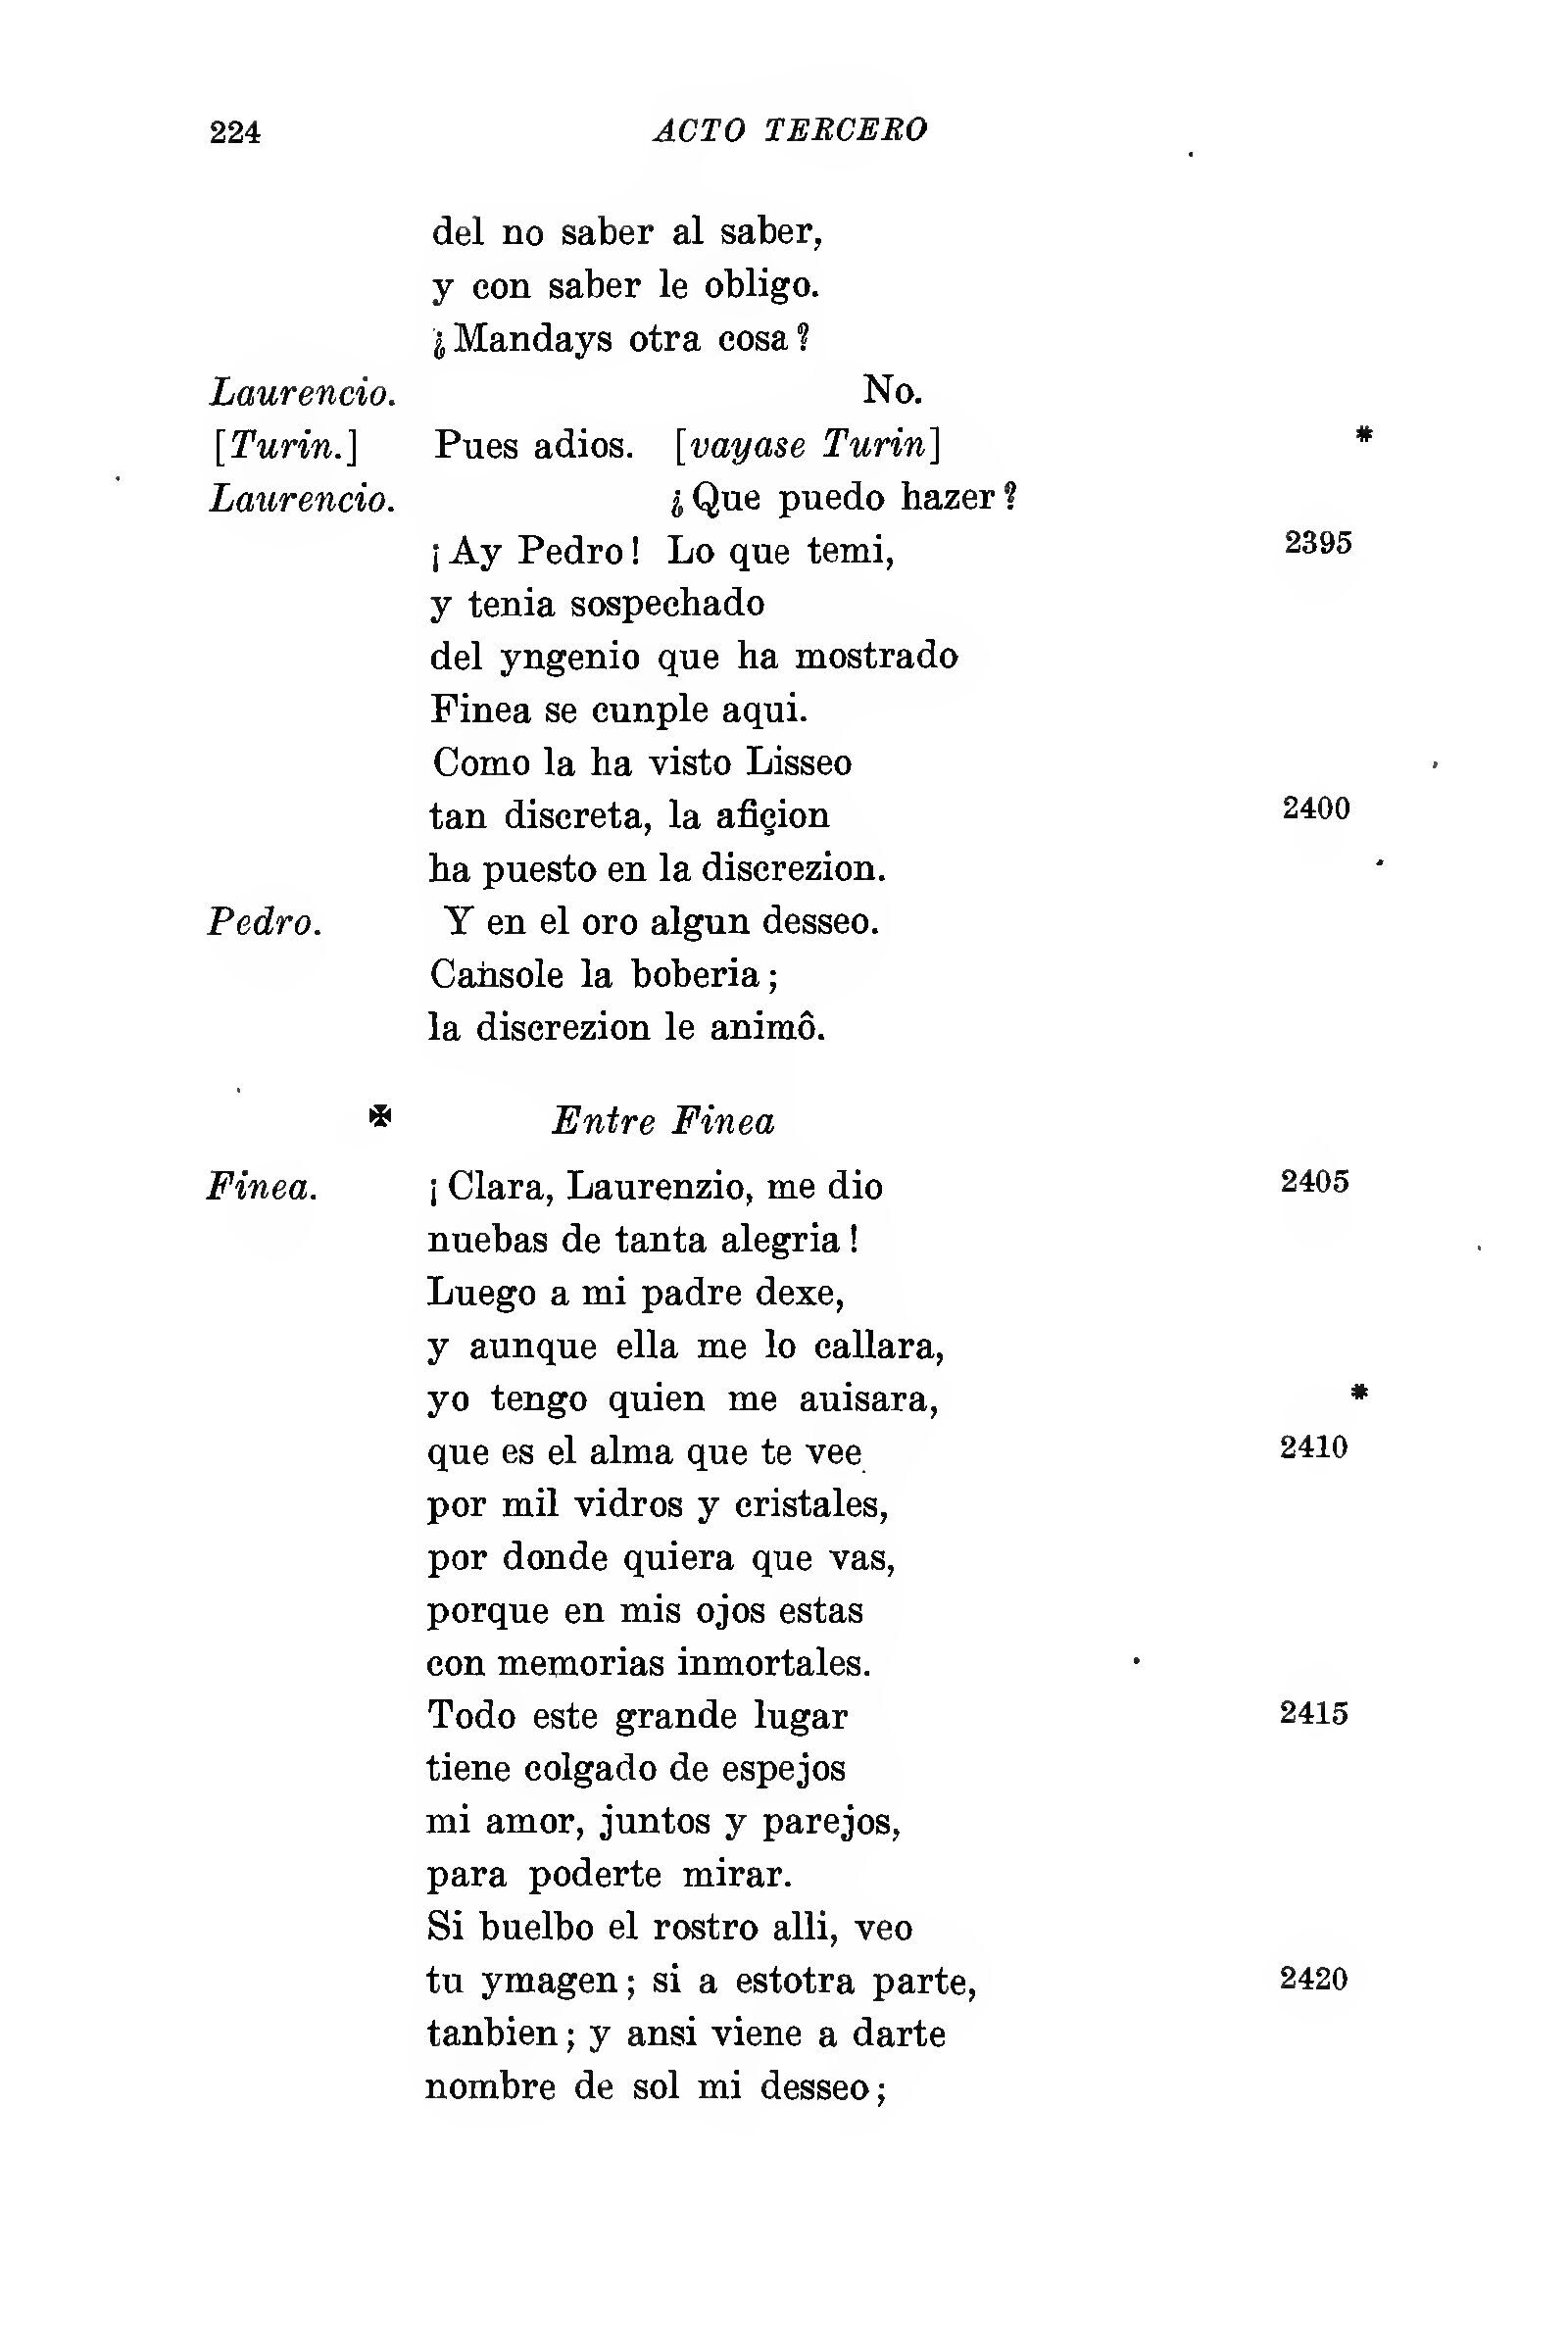 224 ACTO TERCERO
del no saber al saber,
y con saber le obligo.
¿Mandays otra cosa?
Laurencio. No.
[Turin.] Pues adios. [vayase Turin] *
Laurencio. ¿Que puedo hazer?
¡Ay Pedro! Lo que temi, 2395
y tenia sospechado
del yngenio que ha mostrado
Finea se cunple aqui.
Como la ha visto Lisseo
tan discreta, la afiçion 2400
ha puesto en la discrezion.
Pedro. Y en el oro algun desseo.
Cansole la boberia;
la discrezion le animô.
✠ Entre Finea
Finea. ¡Clara, Laurenzio, me dio 2405
nuebas de tanta alegria!
Luego a mi padre dexe,
y aunque ella me lo callara,
yo tengo quien me auisara, *
que es el alma que te vee 2410
por mil vidros y cristales,
por donde quiera que vas,
porque en mis ojos estas
con memorias inmortales.
Todo este grande lugar 2415
tiene colgado de espejos
mi amor, juntos y parejos,
para poderte mirar.
Si buelbo el rostro alli, veo
tu ymagen; si a estotra parte, 2420
tanbien; y ansi viene a darte
nombre de sol mi desseo;